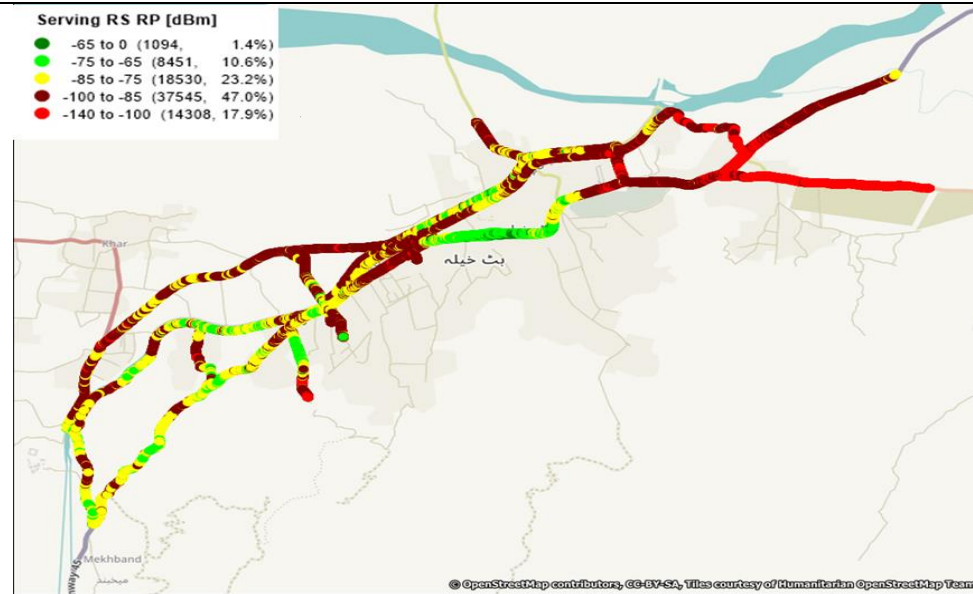 Serving RS RP [dBm]
-65 to 0 (1094, 1.4%)
-75 to -65 (8451, 10.6%)
-85 to -75 (18530, 23.2%)
-100 to -85 (37545, 47.0%)
-140 to -100 (14308, 17.9%)
Khar
بٹ خیلہ
Mekhband
میخبند
© OpenStreetMap contributors, CC-BY-SA, Tiles courtesy of Humanitarian OpenStreetMap Team